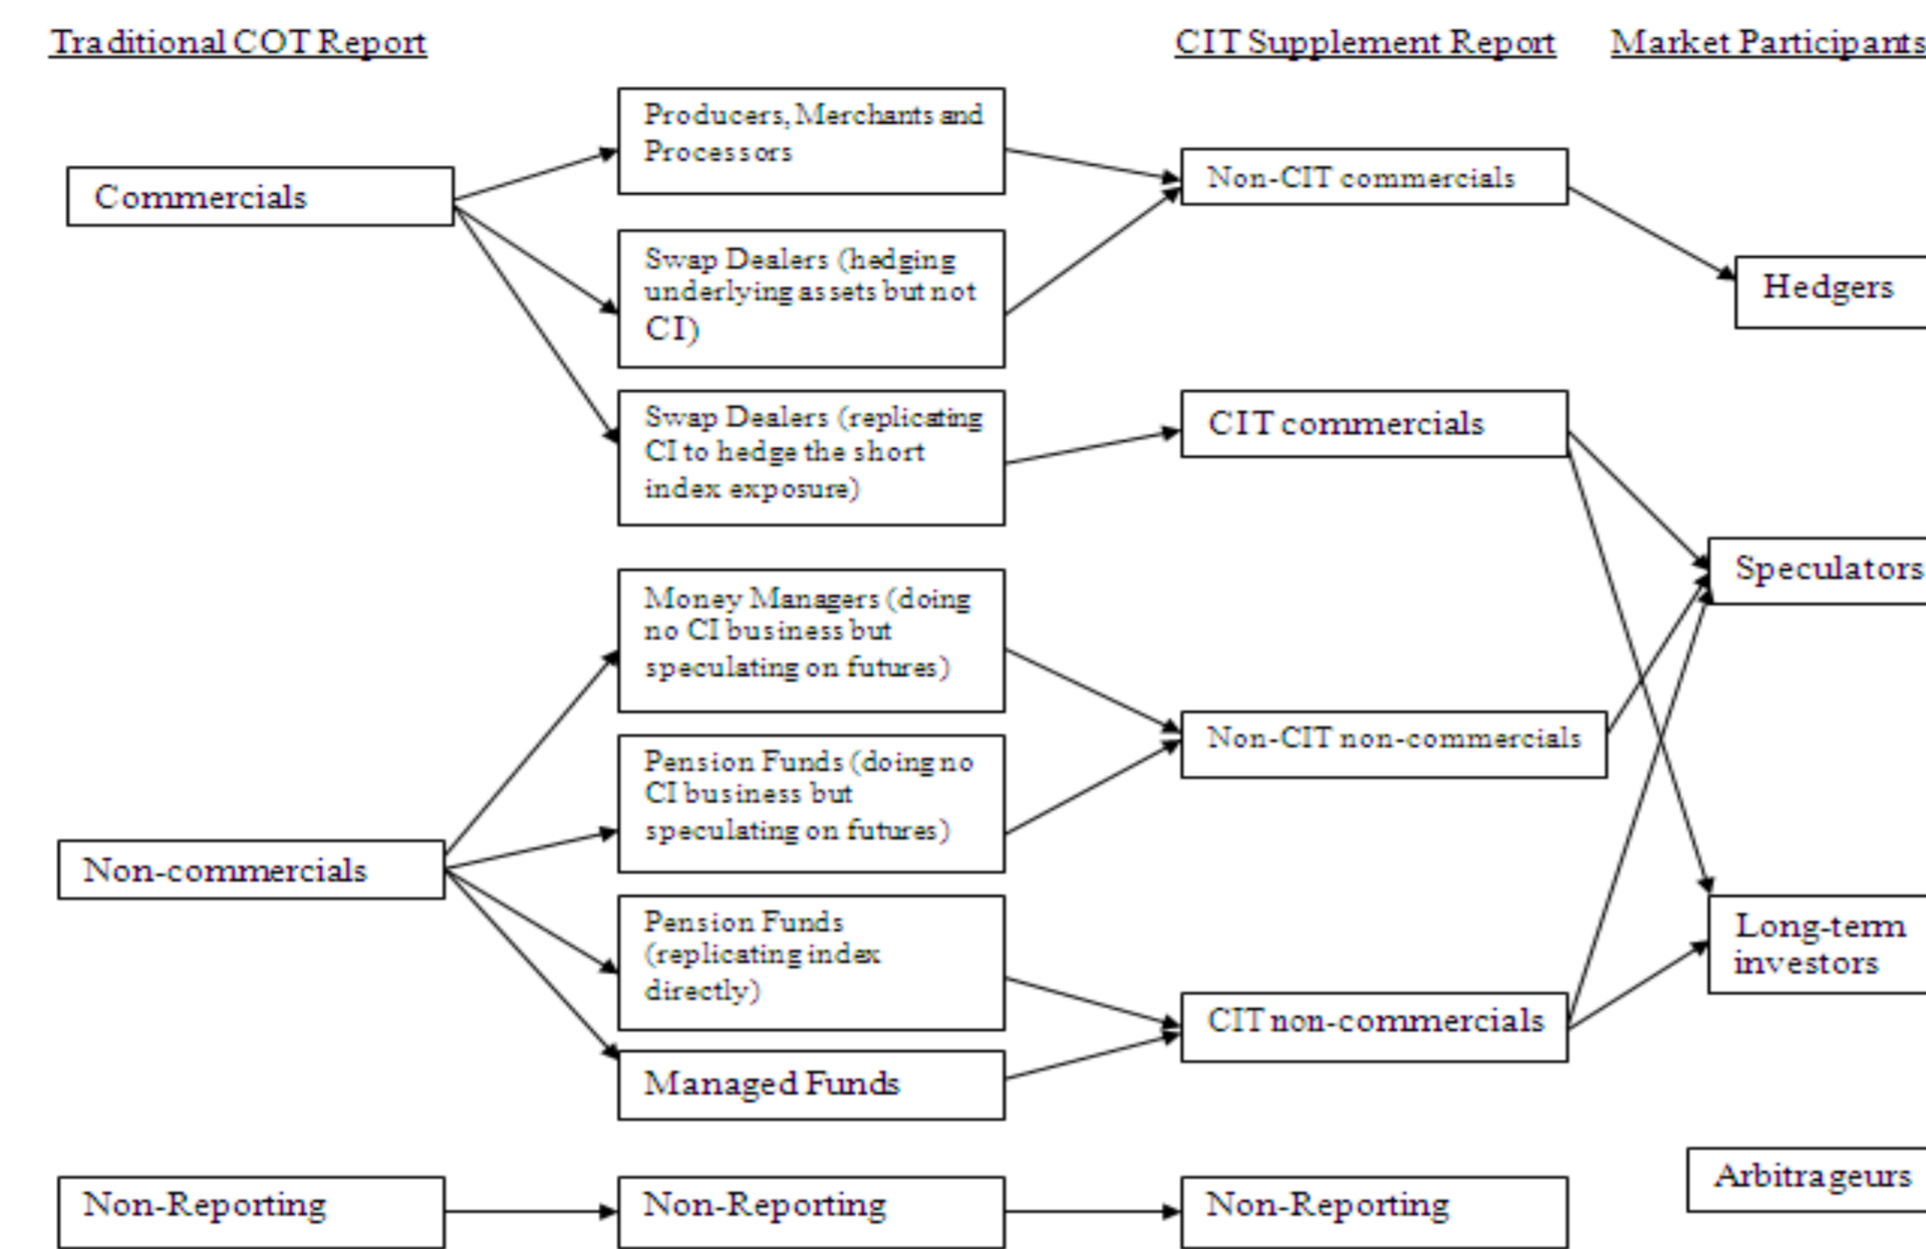 Traditional COT Report
CIT Supplement Report
Market Participants
Commercials
Producers, Merchants and
Processors
Swap Dealers (hedging
underlying assets but not
CI)
Swap Dealers (replicating
CI to hedge the short
index exposure)
Non-CIT commercials
CIT commercials
Hedgers
Speculators
Non-commercials
Money Managers (doing
no CI business but
speculating on futures)
Pension Funds (doing no
CI business but
speculating on futures)
Pension Funds
(replicating index
directly)
Managed Funds
Non-CIT non-commercials
CIT non-commercials
Long-term
investors
Arbitrageurs
Non-Reporting
Non-Reporting
Non-Reporting